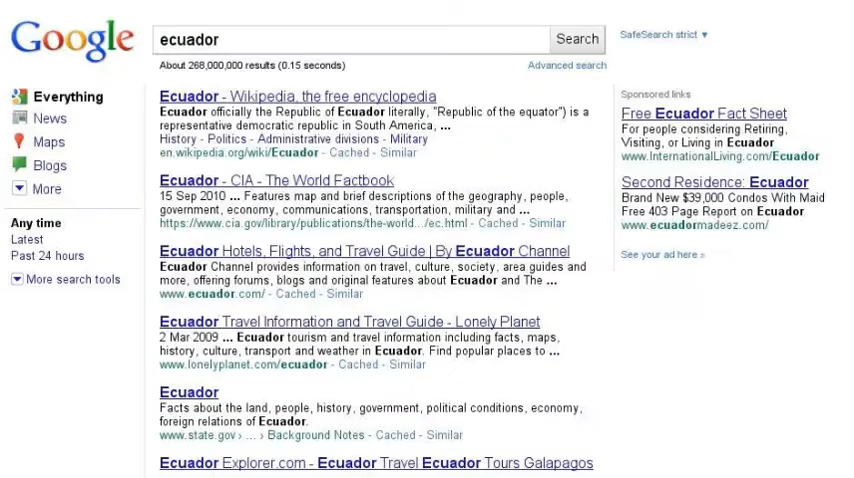 Google
ecuador
Search
SafeSearch strict ▼
About 268,000,000 results (0.15 seconds)
Advanced search
Everything
News
Maps
Blogs
More
Any time
Latest
Past 24 hours
More search tools
Ecuador - Wikipedia, the free encyclopedia
Ecuador officially the Republic of Ecuador literally, "Republic of the equator") is a
representative democratic republic in South America, ...
History - Politics - Administrative divisions - Military
en.wikipedia.org/wiki/Ecuador - Cached - Similar
Ecuador - CIA - The World Factbook
15 Sep 2010 ... Features map and brief descriptions of the geography, people,
government, economy, communications, transportation, military and ...
https://www.cia.gov/library/publications/the-world.../ec.html - Cached - Similar
Ecuador Hotels, Flights, and Travel Guide | By Ecuador Channel
Ecuador Channel provides information on travel, culture, society, area guides and
more, offering forums, blogs and original features about Ecuador and The ...
www.ecuador.com/ - Cached - Similar
Ecuador Travel Information and Travel Guide - Lonely Planet
2 Mar 2009 ... Ecuador tourism and travel information including facts, maps,
history, culture, transport and weather in Ecuador. Find popular places to ...
www.lonelyplanet.com/ecuador - Cached - Similar
Ecuador
Facts about the land, people, history, government, political conditions, economy,
foreign relations of Ecuador.
www.state.gov › ... › Background Notes - Cached - Similar
Ecuador Explorer.com - Ecuador Travel Ecuador Tours Galapagos
Sponsored links
Free Ecuador Fact Sheet
For people considering Retiring,
Visiting, or Living in Ecuador
www.InternationalLiving.com/Ecuador
Second Residence: Ecuador
Brand New $39,000 Condos With Maid
Free 403 Page Report on Ecuador
www.ecuadormadeez.com/
See your ad here »